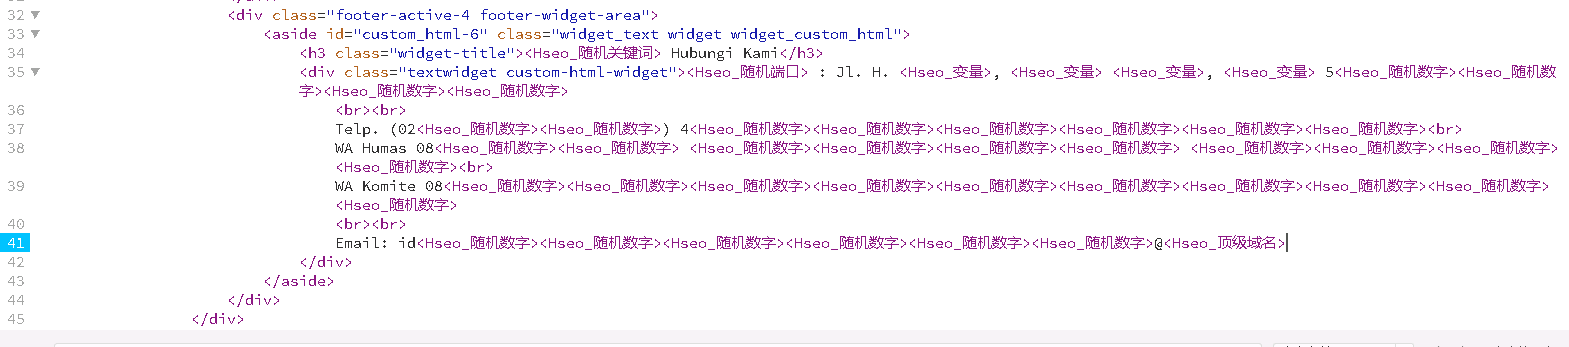 32 <div class="footer-active-4 footer-widget-area">
33 <aside id="custom_html-6" class="widget_text widget widget_custom_html">
34 <h3 class="widget-title"><Hseo_随机关键词> Hubungi Kami</h3>
35 <div class="textwidget custom-html-widget"><Hseo_随机端口> : Jl. H. <Hseo_变量>, <Hseo_变量> <Hseo_变量>, <Hseo_变量> 5<Hseo_随机数字><Hseo_随机数
字><Hseo_随机数字><Hseo_随机数字>
36 <br><br>
37 Telp. (02<Hseo_随机数字><Hseo_随机数字>) 4<Hseo_随机数字><Hseo_随机数字><Hseo_随机数字><Hseo_随机数字><Hseo_随机数字><Hseo_随机数字><br>
38 WA Humas 08<Hseo_随机数字><Hseo_随机数字> <Hseo_随机数字><Hseo_随机数字><Hseo_随机数字><Hseo_随机数字> <Hseo_随机数字><Hseo_随机数字><Hseo_随机数字>
<Hseo_随机数字><br>
39 WA Komite 08<Hseo_随机数字><Hseo_随机数字><Hseo_随机数字><Hseo_随机数字><Hseo_随机数字><Hseo_随机数字><Hseo_随机数字><Hseo_随机数字><Hseo_随机数字>
<Hseo_随机数字>
40 <br><br>
41 Email: id<Hseo_随机数字><Hseo_随机数字><Hseo_随机数字><Hseo_随机数字><Hseo_随机数字><Hseo_随机数字>@<Hseo_顶级域名>
42 </div>
43 </aside>
44 </div>
45 </div>